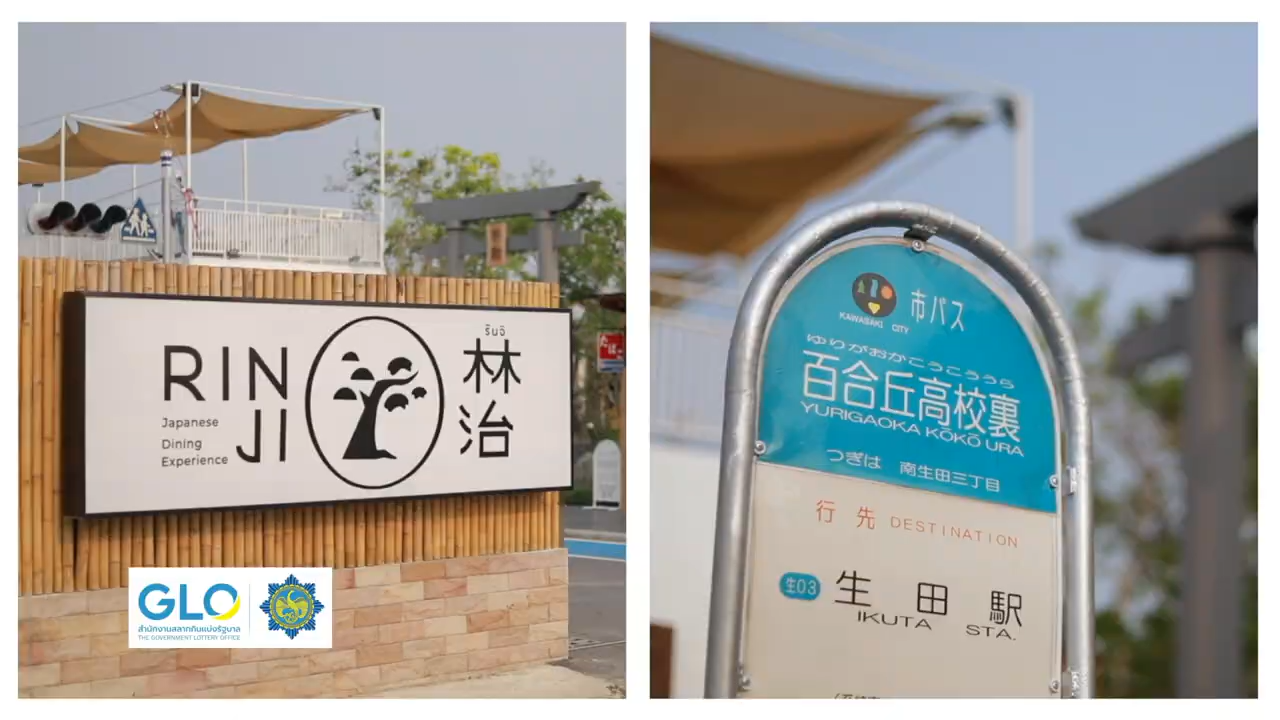 RIN
JI
Japanese
Dining
Experience
林
治
GLO
สำนักงานสลากกินแบ่งรัฐบาล
THE GOVERNMENT LOTTERY OFFICE
KAWASAKI CITY
市バス
ゆりがおかこうこううら
百合丘高校裏
YURIGAOKA KŌKŌ URA
つぎは 南生田三丁目
行先 DESTINATION
生03 生田駅
IKUTA STA.